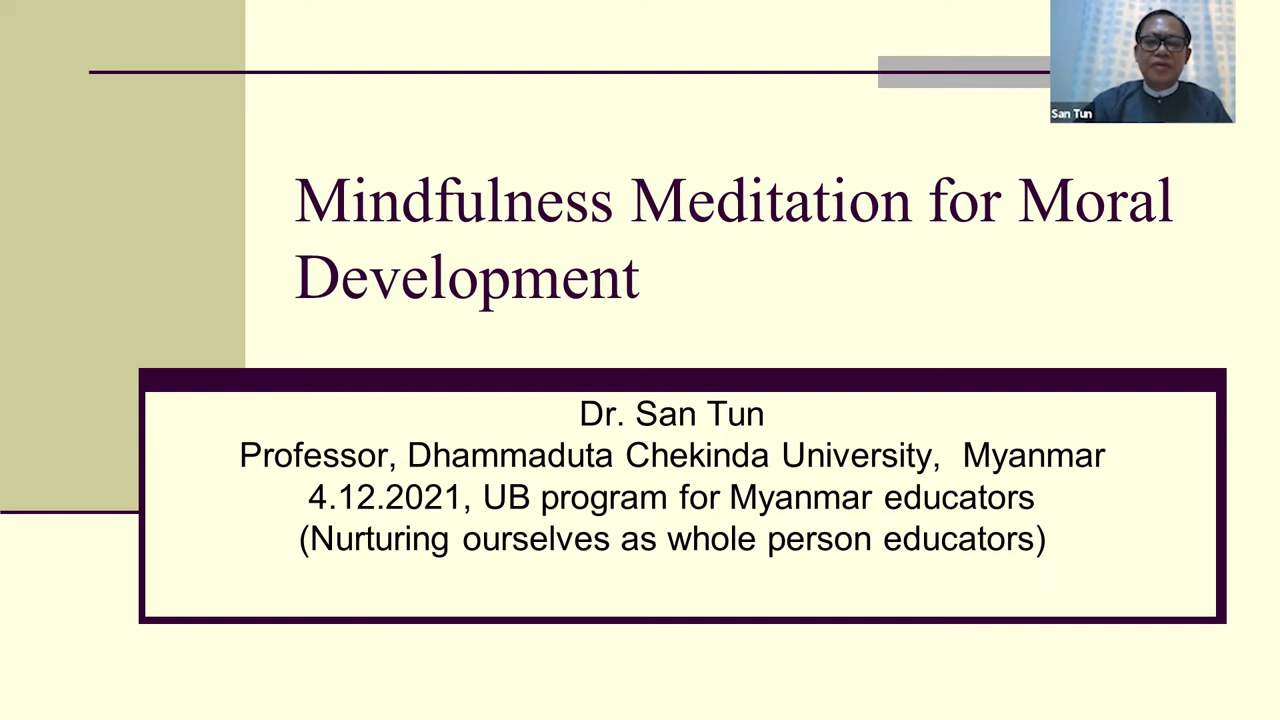 San Tun
Mindfulness Meditation for Moral
Development
Dr. San Tun
Professor, Dhammaduta Chekinda University, Myanmar
4.12.2021, UB program for Myanmar educators
(Nurturing ourselves as whole person educators)